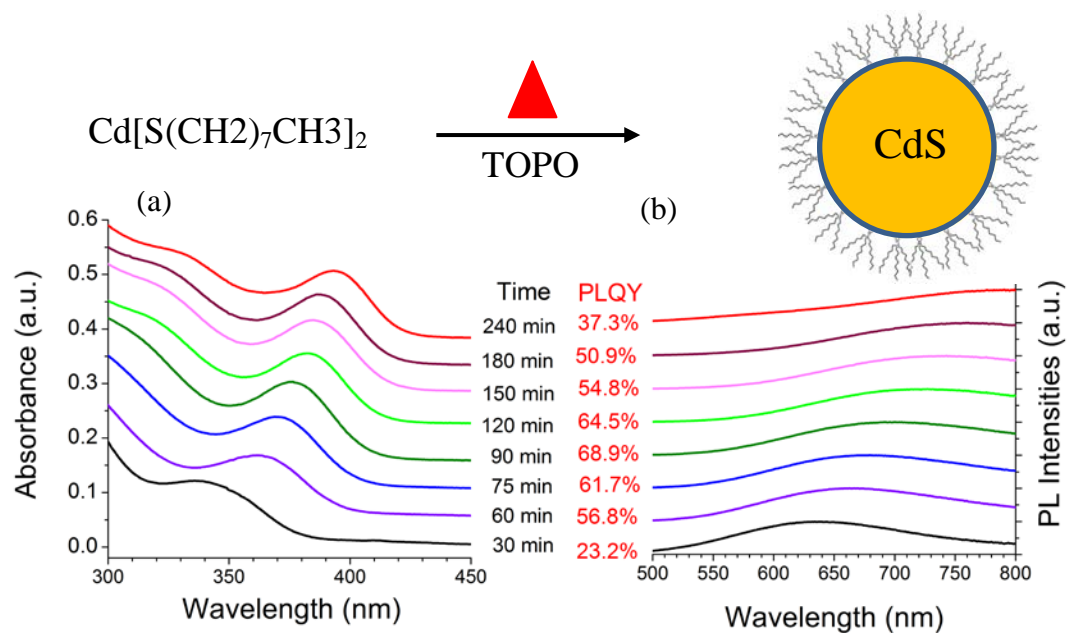 Cd[S(CH2)₇CH3]₂
TOPO
CdS
(a)
(b)
0.6
0.5
0.4
0.3
0.2
0.1
0.0
Absorbance (a.u.)
300
350
400
450
Wavelength (nm)
Time PLQY
240 min 37.3%
180 min 50.9%
150 min 54.8%
120 min 64.5%
90 min 68.9%
75 min 61.7%
60 min 56.8%
30 min 23.2%
500 550 600 650 700 750 800
Wavelength (nm)
PL Intensities (a.u.)